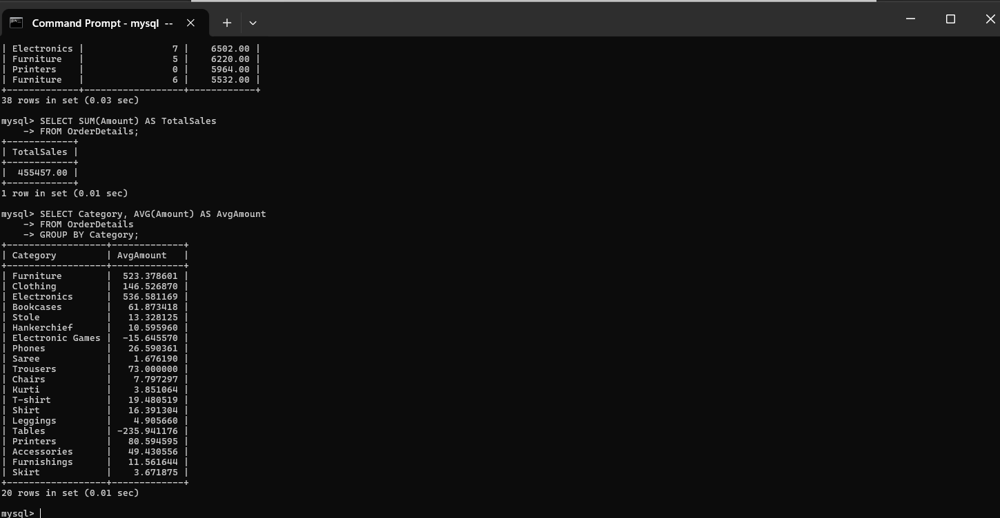 Command Prompt - mysql --
| Electronics |                7 |    6502.00 |
| Furniture   |                5 |    6220.00 |
| Printers    |                0 |    5964.00 |
| Furniture   |                6 |    5532.00 |
+-------------+------------------+------------+
38 rows in set (0.03 sec)
mysql> SELECT SUM(Amount) AS TotalSales
    -> FROM OrderDetails;
+------------+
| TotalSales |
+------------+
|  455457.00 |
+------------+
1 row in set (0.01 sec)
mysql> SELECT Category, AVG(Amount) AS AvgAmount
    -> FROM OrderDetails
    -> GROUP BY Category;
+------------------+-------------+
| Category         | AvgAmount   |
+------------------+-------------+
| Furniture        |  523.378601 |
| Clothing         |  146.526870 |
| Electronics      |  536.581169 |
| Bookcases        |   61.873418 |
| Stole            |   13.328125 |
| Hankerchief      |   10.595960 |
| Electronic Games |  -15.645570 |
| Phones           |   26.590361 |
| Saree            |    1.676190 |
| Trousers         |   73.000000 |
| Chairs           |    7.797297 |
| Kurti            |    3.851064 |
| T-shirt          |   19.480519 |
| Shirt            |   16.391304 |
| Leggings         |    4.905660 |
| Tables           | -235.941176 |
| Printers         |   80.594595 |
| Accessories      |   49.430556 |
| Furnishings      |   11.561644 |
| Skirt            |    3.671875 |
+------------------+-------------+
20 rows in set (0.01 sec)
mysql>